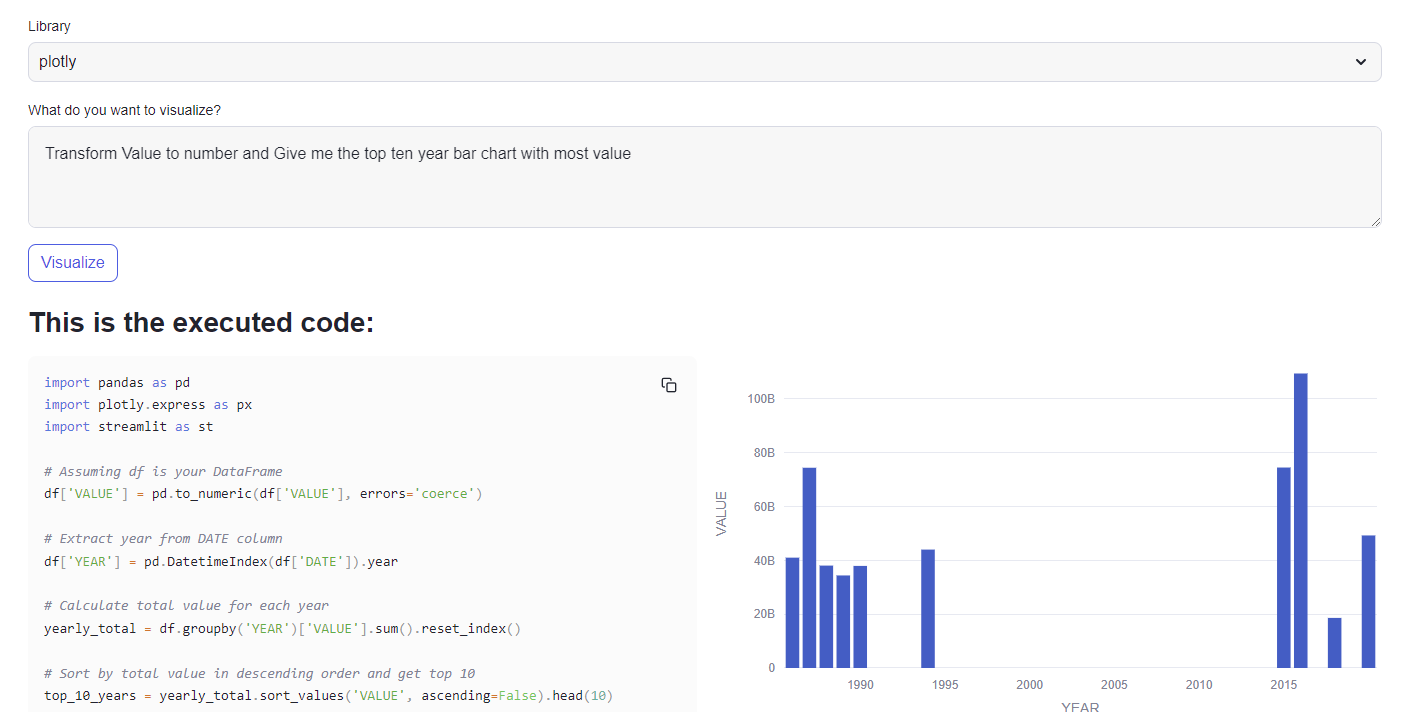 Library
plotly
What do you want to visualize?
Transform Value to number and Give me the top ten year bar chart with most value
Visualize
This is the executed code:
import pandas as pd
import plotly.express as px
import streamlit as st
# Assuming df is your DataFrame
df['VALUE'] = pd.to_numeric(df['VALUE'], errors='coerce')
# Extract year from DATE column
df['YEAR'] = pd.DatetimeIndex(df['DATE']).year
# Calculate total value for each year
yearly_total = df.groupby('YEAR')['VALUE'].sum().reset_index()
# Sort by total value in descending order and get top 10
top_10_years = yearly_total.sort_values('VALUE', ascending=False).head(10)
100B
80B
60B
40B
20B
0
VALUE
1990 1995 2000 2005 2010 2015
YEAR